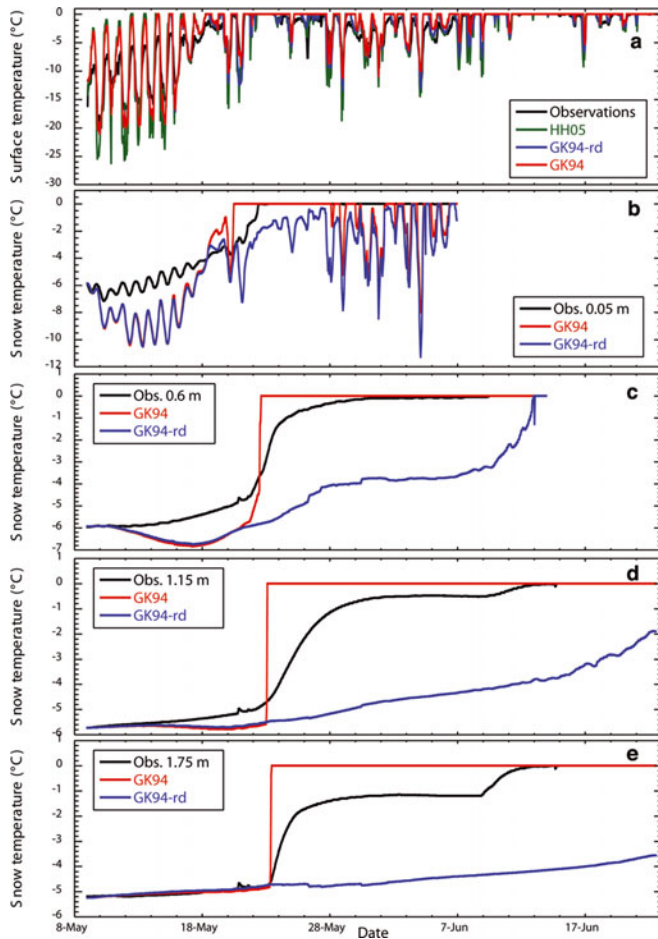 0
-5
-10
-15
-20
-25
-30
Surface temperature (°C)
a
Observations
HH05
GK94-rd
GK94
0
-2
-4
-6
-8
-10
-12
Snow temperature (°C)
b
Obs. 0.05 m
GK94
GK94-rd
1
0
-1
-2
-3
-4
-5
-6
-7
Snow temperature (°C)
c
Obs. 0.6 m
GK94
GK94-rd
1
0
-1
-2
-3
-4
-5
-6
Snow temperature (°C)
d
Obs. 1.15 m
GK94
GK94-rd
1
0
-1
-2
-3
-4
-5
-6
Snow temperature (°C)
e
Obs. 1.75 m
GK94
GK94-rd
8-May 18-May 28-May 7-Jun 17-Jun
Date